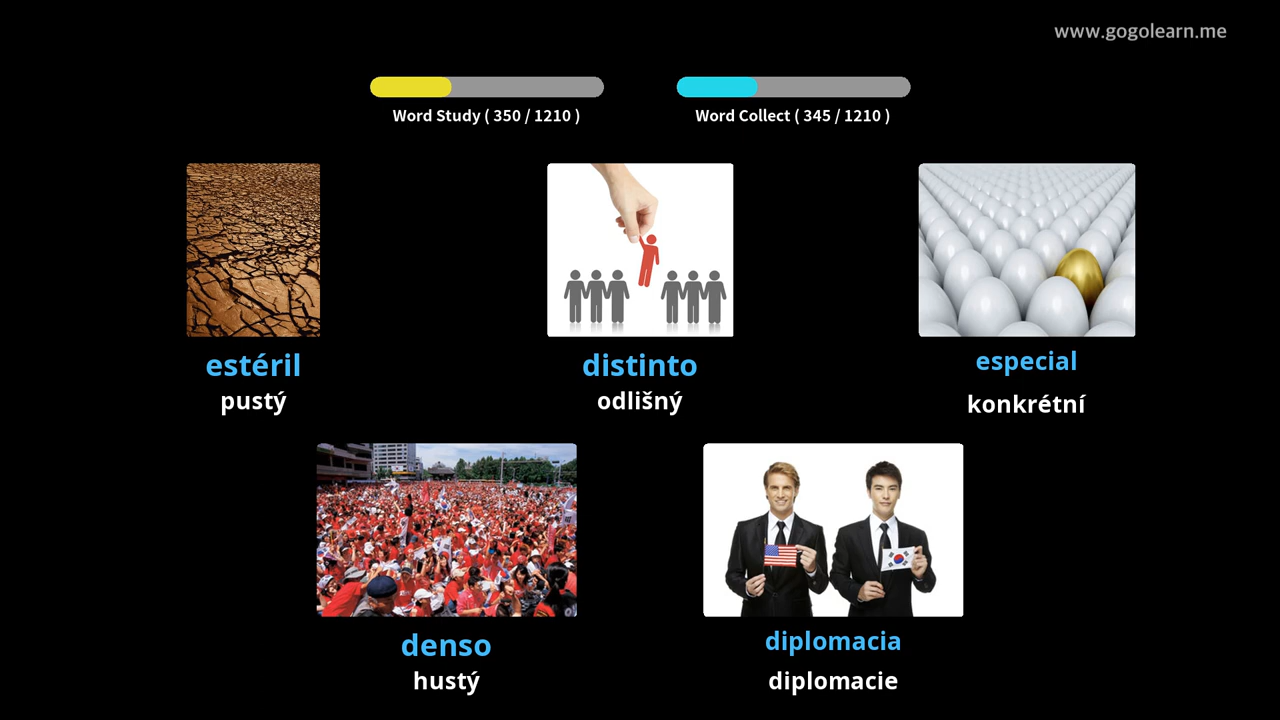 www.gogolearn.me
Word Study ( 350 / 1210 )
Word Collect ( 345 / 1210 )
estéril
pustý
distinto
odlišný
especial
konkrétní
denso
hustý
diplomacia
diplomacie